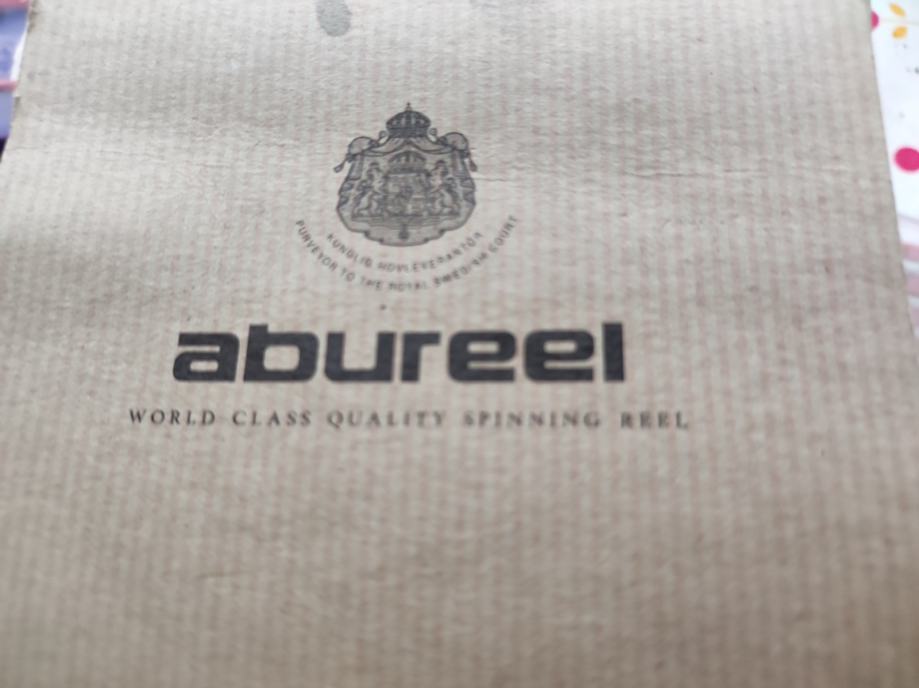 KUNGLIG HOVLEVERANTÖR
PURVEYOR TO THE ROYAL SWEDISH COURT
abureel
WORLD CLASS QUALITY SPINNING REEL